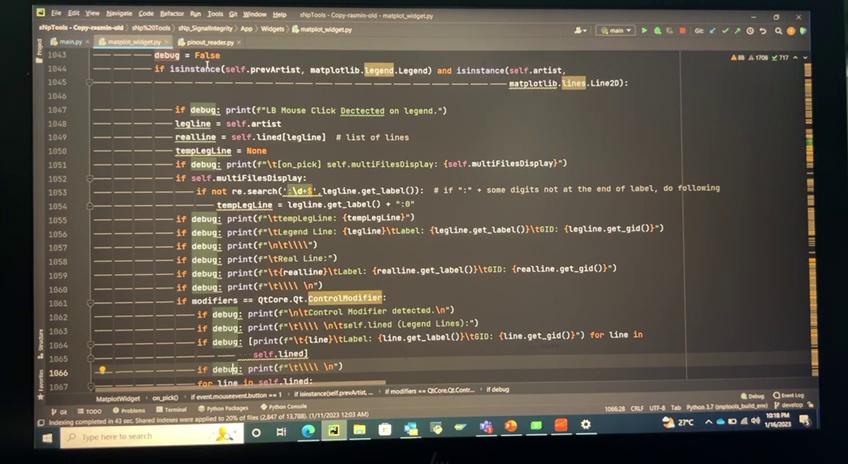 File Edit View Navigate Code Refactor Run Tools Git Window Help
sNpTools - Copy-rasmin-old - matplot_widget.py
sNpTools - Copy-rasmin-old › sNp%20Tools › sNp_SignalIntegrity › App › Widgets › matplot_widget.py
main
Git:
main.py × matplot_widget.py × pinout_reader.py ×
88 1708 717
Project
1043 debug = False
1044 if isinstance(self.prevArtist, matplotlib.legend.Legend) and isinstance(self.artist,
1045 matplotlib.lines.Line2D):
1047 if debug: print(f"LB Mouse Click Dectected on legend.")
1048 legline = self.artist
1049 realline = self.lined[legline] # list of lines
1050 tempLegLine = None
1051 if debug: print(f"\t[on_pick] self.multiFilesDisplay: {self.multiFilesDisplay}")
1052 if self.multiFilesDisplay:
1053 if not re.search(':\d+$',legline.get_label()): # if ":" + some digits not at the end of label, do following
1054 tempLegLine = legline.get_label() + ":0"
1055 if debug: print(f"\ttempLegLine: {tempLegLine}")
1056 if debug: print(f"\tLegend Line: {legline}\tLabel: {legline.get_label()}\tGID: {legline.get_gid()}")
1057 if debug: print(f"\n\t\\\\")
1058 if debug: print(f"\tReal Line:")
1059 if debug: print(f"\t{realline}\tLabel: {realline.get_label()}\tGID: {realline.get_gid()}")
1060 if debug: print(f"\t\\\\ \n")
1061 if modifiers == QtCore.Qt.ControlModifier:
1062 if debug: print(f"\n\tControl Modifier detected.\n")
1063 if debug: print(f"\t\\\\ \n\tself.lined (Legend Lines):")
1064 if debug: [print(f"\t{line}\tLabel: {line.get_label()}\tGID: {line.get_gid()}") for line in
1065 self.lined]
1066 if debug: print(f"\t\\\\ \n")
1067 for line in self.lined:
Structure
Favorites
MatplotWidget › on_pick() › if event.mouseevent.button == 1 › if isinstance(self.prevArtist, ... › if modifiers == QtCore.Qt.Contr... › if debug
Git TODO Problems Terminal Python Packages Python Console
Debug Event Log
Indexing completed in 43 sec. Shared indexes were applied to 20% of files (2,847 of 13,788). (1/11/2023 12:03 AM)
1066:28 CRLF UTF-8 Tab Python 3.7 (snptools_build_env) develop
Type here to search
27°C
10:18 PM
1/16/2023